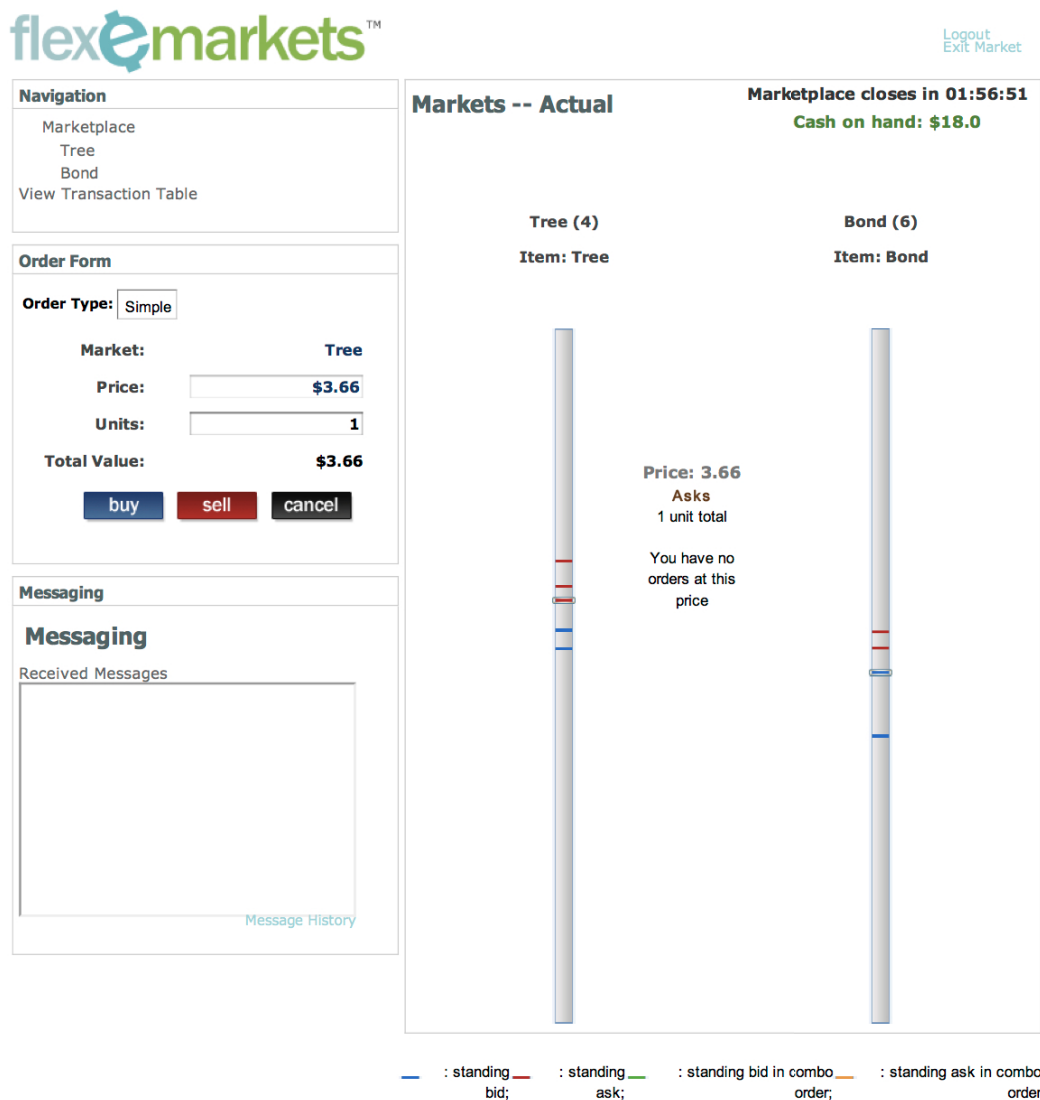 flexemarkets™
Logout
Exit Market
Navigation
Marketplace
Tree
Bond
View Transaction Table
Order Form
Order Type: Simple
Market: Tree
Price: $3.66
Units: 1
Total Value: $3.66
buy sell cancel
Messaging
Messaging
Received Messages
Message History
Markets -- Actual
Marketplace closes in 01:56:51
Cash on hand: $18.0
Tree (4)
Item: Tree
Bond (6)
Item: Bond
Price: 3.66
Asks
1 unit total
You have no
orders at this
price
: standing bid;
: standing ask;
: standing bid in combo order;
: standing ask in combo order